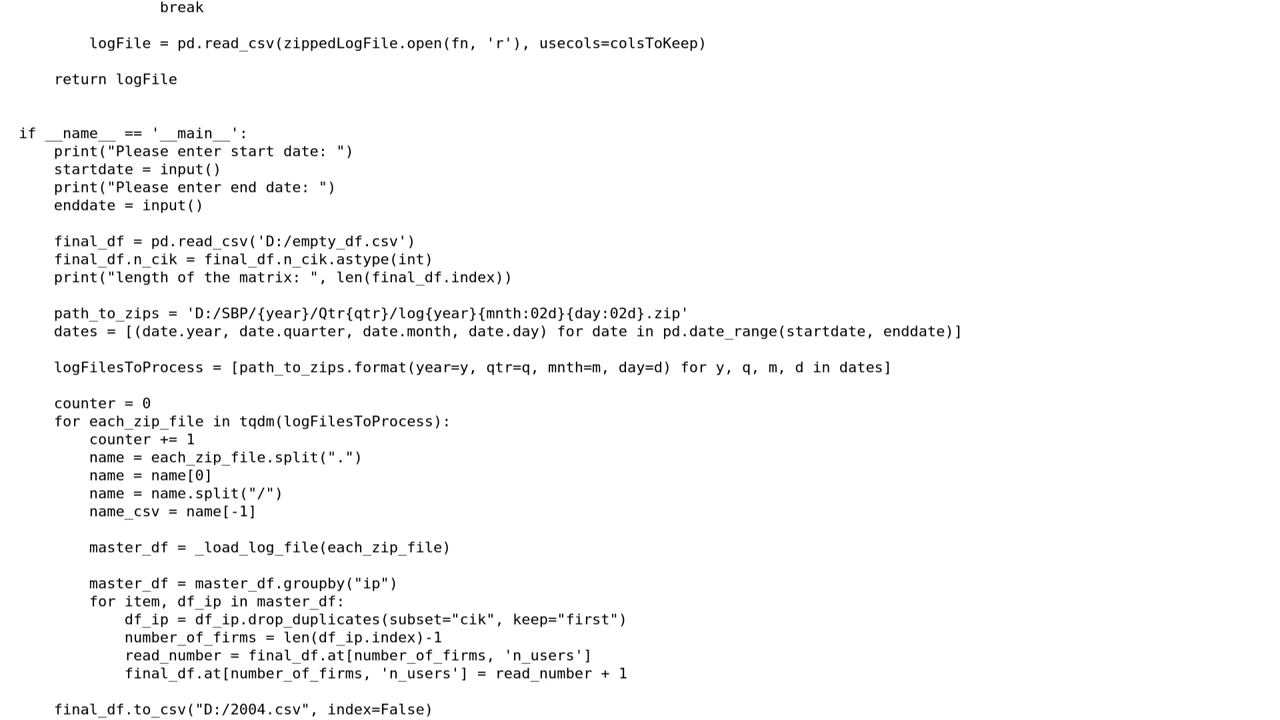 break

        logFile = pd.read_csv(zippedLogFile.open(fn, 'r'), usecols=colsToKeep)

    return logFile


if __name__ == '__main__':
    print("Please enter start date: ")
    startdate = input()
    print("Please enter end date: ")
    enddate = input()

    final_df = pd.read_csv('D:/empty_df.csv')
    final_df.n_cik = final_df.n_cik.astype(int)
    print("length of the matrix: ", len(final_df.index))

    path_to_zips = 'D:/SBP/{year}/Qtr{qtr}/log{year}{mnth:02d}{day:02d}.zip'
    dates = [(date.year, date.quarter, date.month, date.day) for date in pd.date_range(startdate, enddate)]

    logFilesToProcess = [path_to_zips.format(year=y, qtr=q, mnth=m, day=d) for y, q, m, d in dates]

    counter = 0
    for each_zip_file in tqdm(logFilesToProcess):
        counter += 1
        name = each_zip_file.split(".")
        name = name[0]
        name = name.split("/")
        name_csv = name[-1]

        master_df = _load_log_file(each_zip_file)

        master_df = master_df.groupby("ip")
        for item, df_ip in master_df:
            df_ip = df_ip.drop_duplicates(subset="cik", keep="first")
            number_of_firms = len(df_ip.index)-1
            read_number = final_df.at[number_of_firms, 'n_users']
            final_df.at[number_of_firms, 'n_users'] = read_number + 1

    final_df.to_csv("D:/2004.csv", index=False)